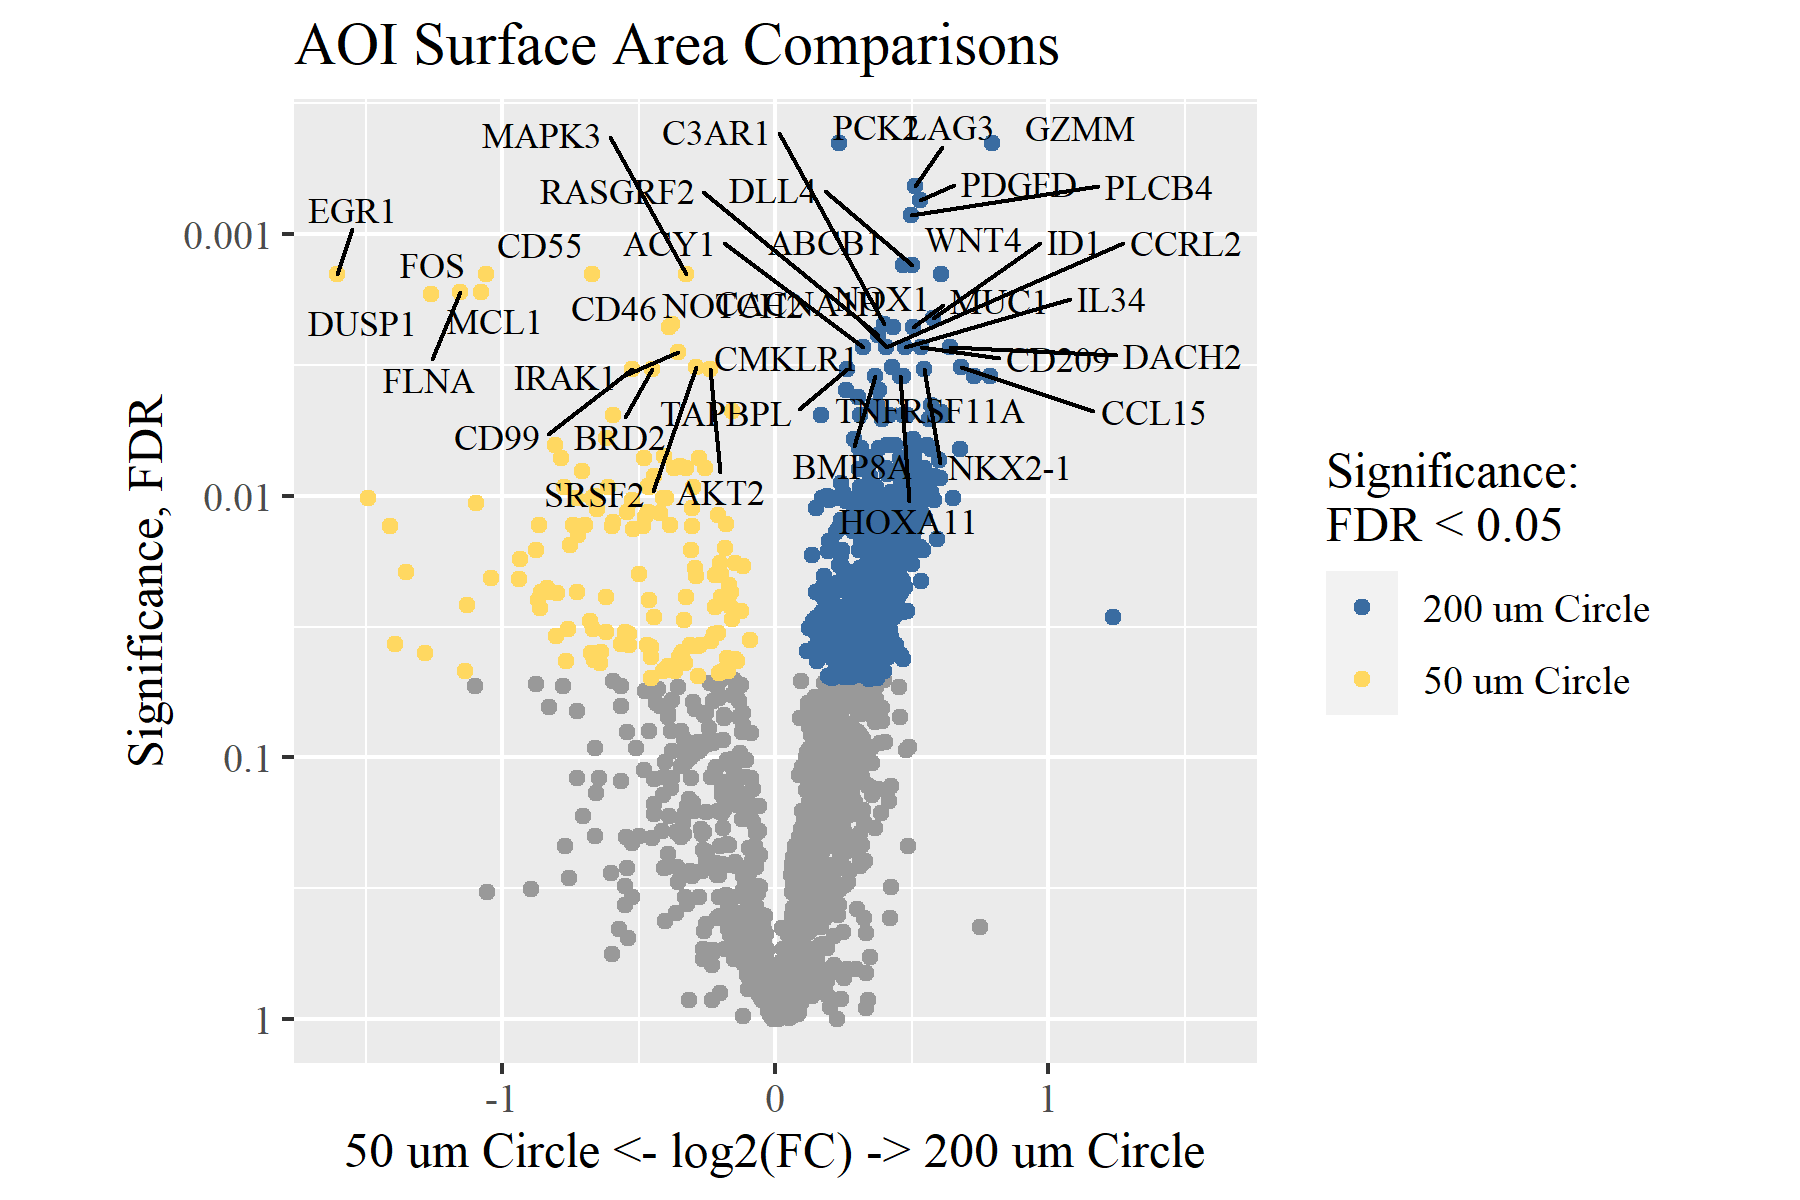 AOI Surface Area Comparisons
MAPK3
C3AR1
PCK2
LAG3
GZMM
RASGRF2
DLL4
PDGFD
PLCB4
EGR1
CD55
ACY1
ABCB1
WNT4
ID1
CCRL2
0.001
FOS
CD46
NOTCH2
CACNA1H
NOX1
MUC1
IL34
DUSP1
MCL1
CMKLR1
CD209
DACH2
FLNA
IRAK1
TAPBPL
TNFRSF11A
CCL15
CD99
BRD2
BMP8A
NKX2-1
0.01
SRSF2
AKT2
HOXA11
0.1
1
-1
0
1
Significance, FDR
50 um Circle <- log2(FC) -> 200 um Circle
Significance:
FDR < 0.05
200 um Circle
50 um Circle